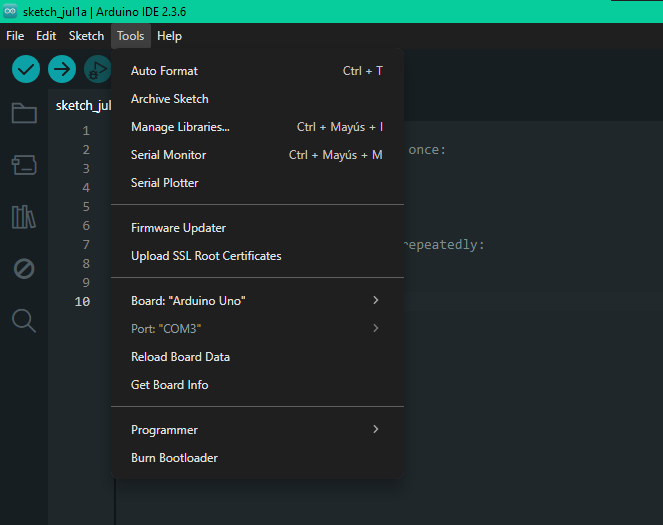 sketch_jul1a | Arduino IDE 2.3.6
File Edit Sketch Tools Help
sketch_jul
Auto Format Ctrl + T
Archive Sketch
Manage Libraries... Ctrl + Mayús + I
Serial Monitor Ctrl + Mayús + M
Serial Plotter
Firmware Updater
Upload SSL Root Certificates
Board: "Arduino Uno"
Port: "COM3"
Reload Board Data
Get Board Info
Programmer
Burn Bootloader
1
2 once:
3
4
5
6
7 repeatedly:
8
9
10